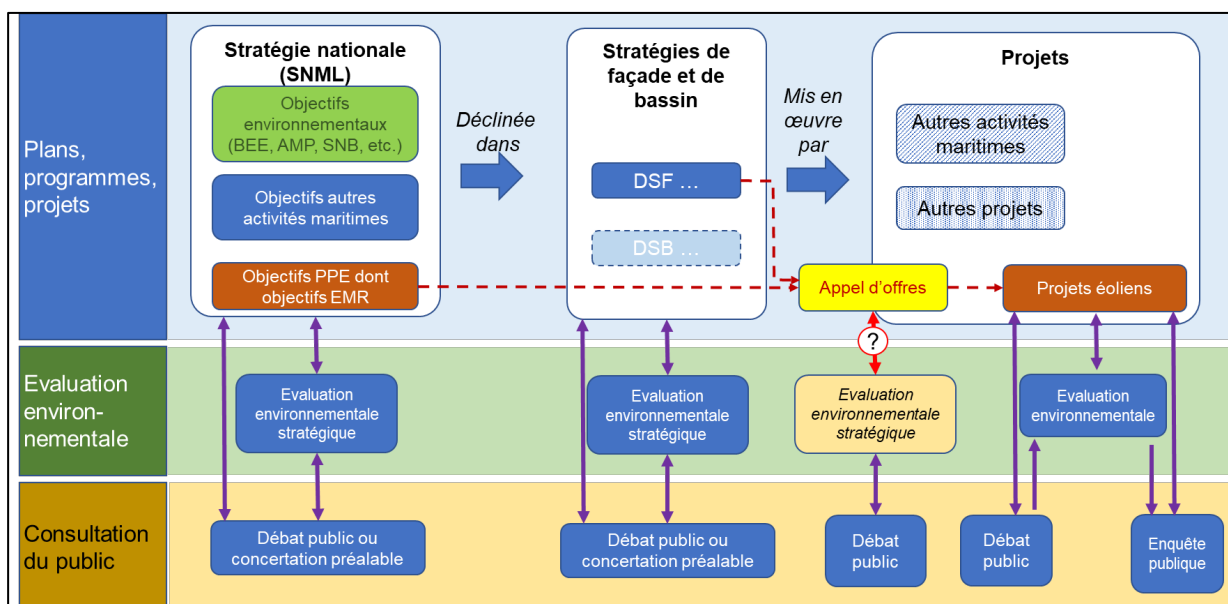 Plans,
programmes,
projets
Stratégie nationale
(SNML)
Objectifs
environnementaux
(BEE, AMP, SNB, etc.)
Objectifs autres
activités maritimes
Objectifs PPE dont
objectifs EMR
Déclinée
dans
Stratégies de
façade et de
bassin
DSF ...
DSB ...
Mis en
œuvre
par
Projets
Autres activités
maritimes
Autres projets
Appel d’offres
Projets éoliens
?
Evaluation
environ-
nementale
Evaluation
environnementale
stratégique
Evaluation
environnementale
stratégique
Evaluation
environnementale
stratégique
Evaluation
environnementale
Consultation
du public
Débat public ou
concertation préalable
Débat public ou
concertation préalable
Débat
public
Débat
public
Enquête
publique